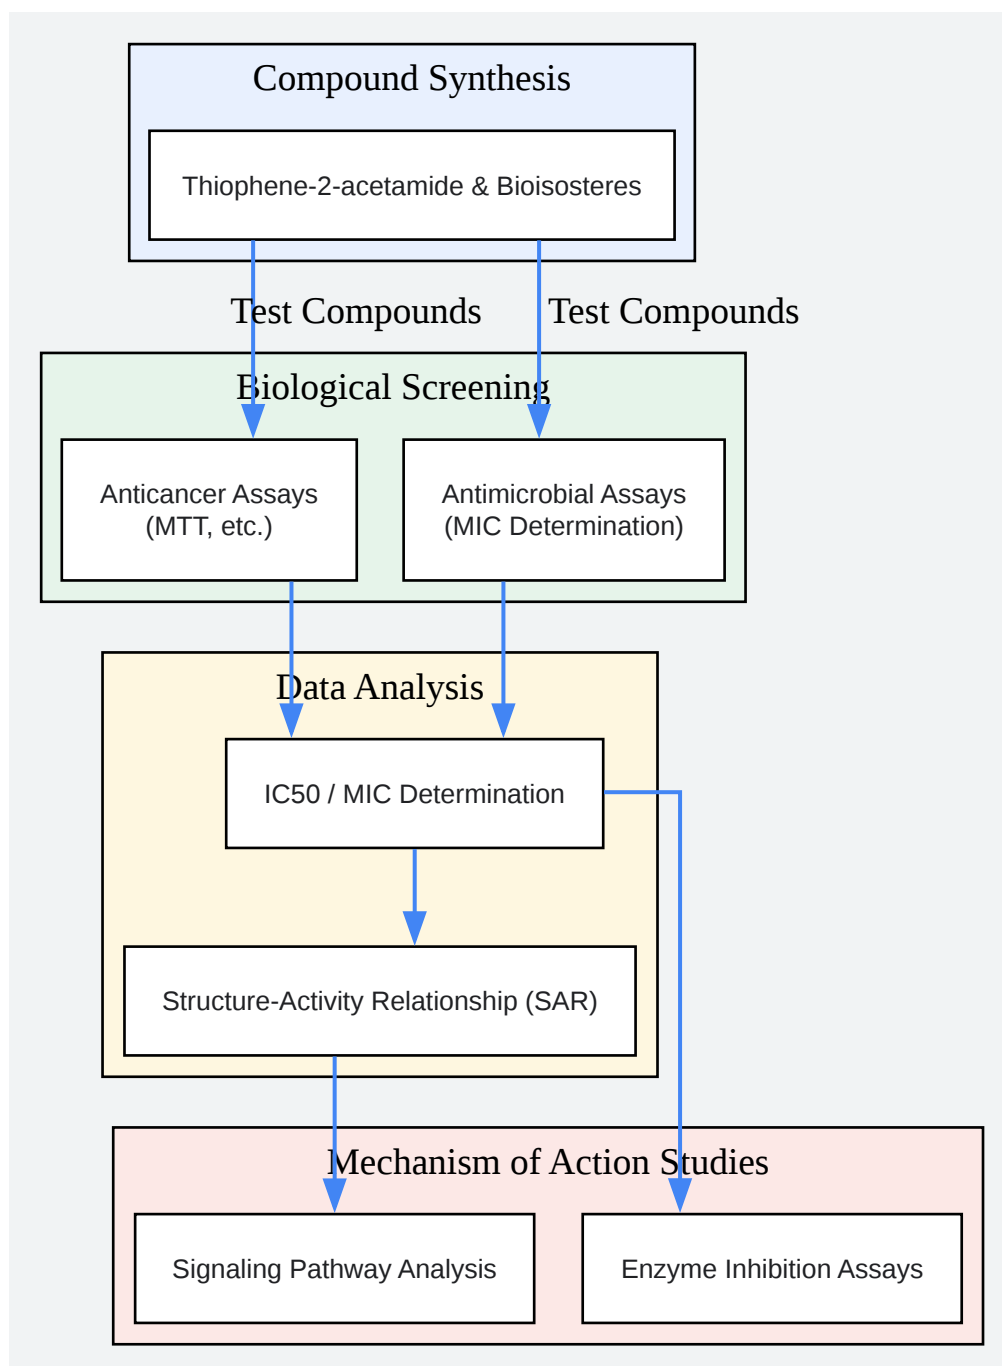 Compound Synthesis
Thiophene-2-acetamide & Bioisosteres
Test Compounds
Test Compounds
Biological Screening
Anticancer Assays
(MTT, etc.)
Antimicrobial Assays
(MIC Determination)
Data Analysis
IC50 / MIC Determination
Structure-Activity Relationship (SAR)
Mechanism of Action Studies
Signaling Pathway Analysis
Enzyme Inhibition Assays